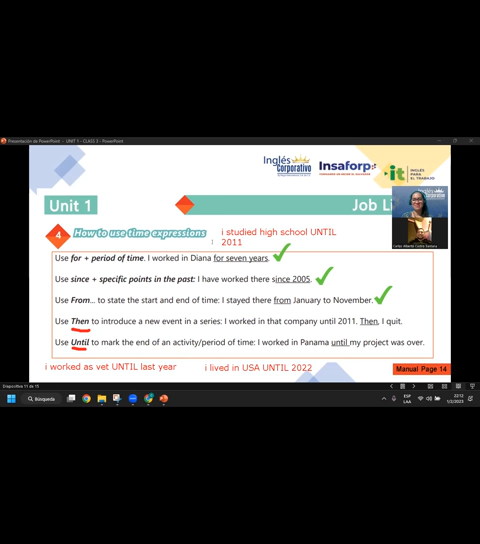 Presentación de PowerPoint - UNIT 1 - CLASS 3 - PowerPoint
Inglés Corporativo
Insaforp
it INGLÉS PARA EL TRABAJO
Unit 1
Job Li
4 How to use time expressions
i studied high school UNTIL
2011
Use for + period of time. I worked in Diana for seven years.
Use since + specific points in the past: I have worked there since 2005.
Use From... to state the start and end of time: I stayed there from January to November.
Use Then to introduce a new event in a series: I worked in that company until 2011. Then, I quit.
Use Until to mark the end of an activity/period of time: I worked in Panama until my project was over.
i worked as vet UNTIL last year
i lived in USA UNTIL 2022
Manual Page 14
Diapositiva 11 de 15
Búsqueda
ESP
LAA
22:12
1/2/2023